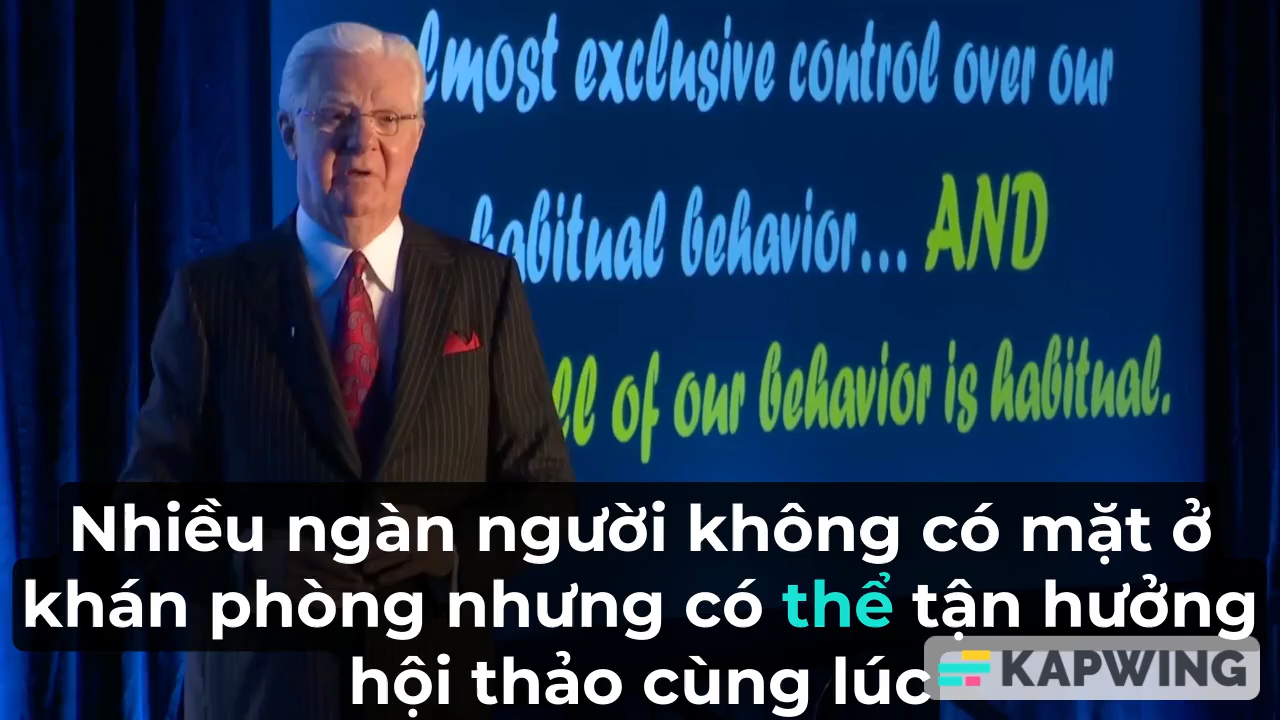 lmost exclusive control over our
habitual behavior... AND
ll of our behavior is habitual.
Nhiều ngàn người không có mặt ở
khán phòng nhưng có thể tận hưởng
hội thảo cùng lúc
KAPWING